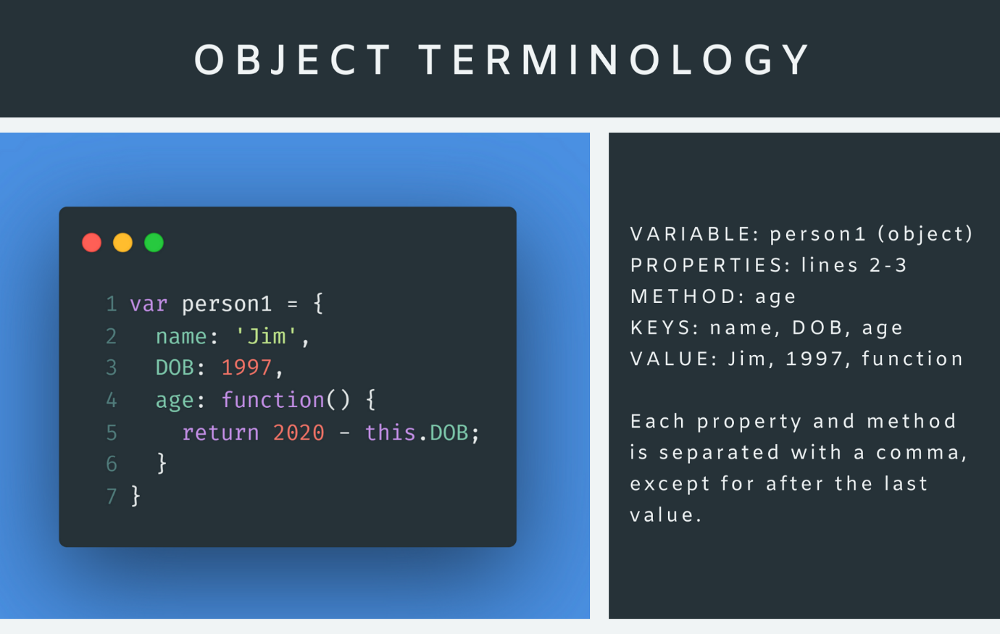 OBJECT TERMINOLOGY
1 var person1 = {
2   name: 'Jim',
3   DOB: 1997,
4   age: function() {
5     return 2020 - this.DOB;
6   }
7 }
VARIABLE: person1 (object)
PROPERTIES: lines 2-3
METHOD: age
KEYS: name, DOB, age
VALUE: Jim, 1997, function
Each property and method
is separated with a comma,
except for after the last
value.